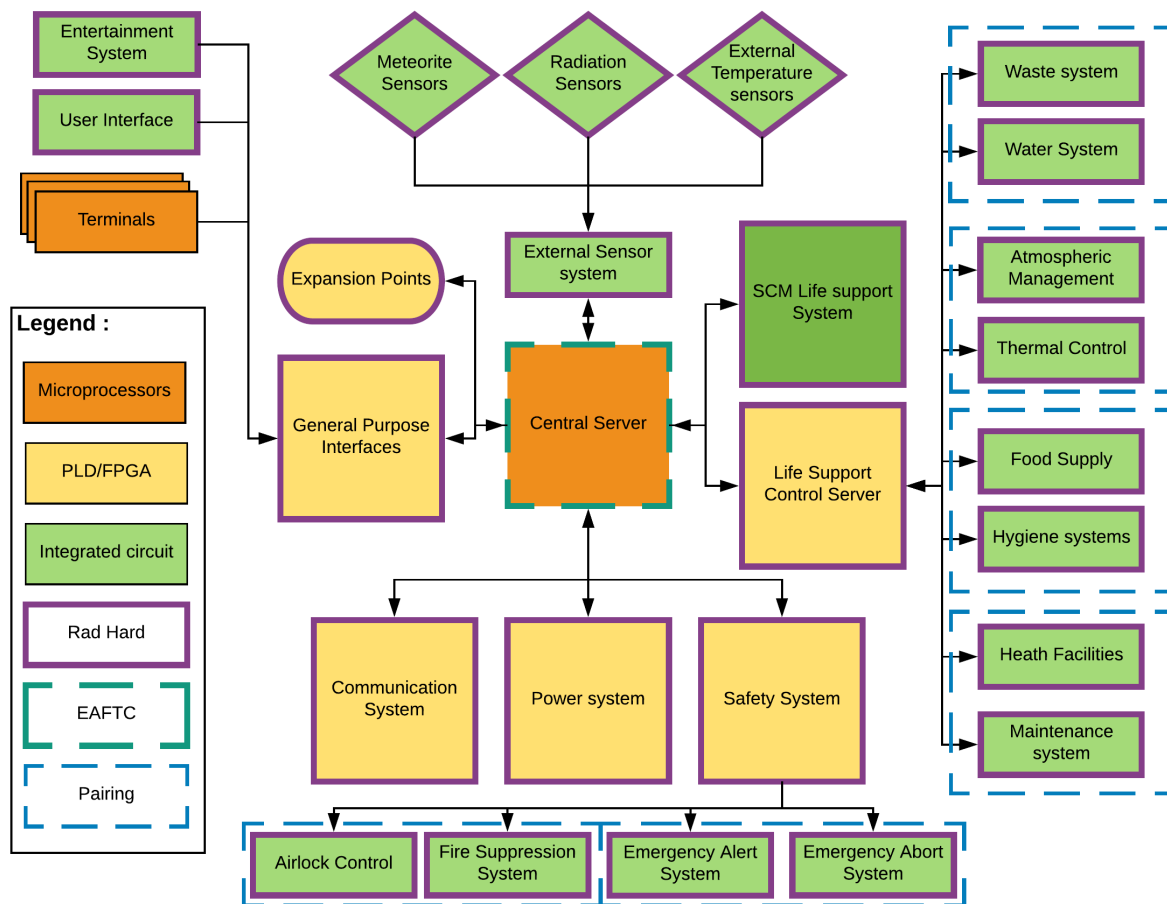 Entertainment
System
User Interface
Terminals
Meteorite
Sensors
Radiation
Sensors
External
Temperature
sensors
External Sensor
system
Expansion Points
General Purpose
Interfaces
Central Server
SCM Life support
System
Life Support
Control Server
Waste system
Water System
Atmospheric
Management
Thermal Control
Food Supply
Hygiene systems
Heath Facilities
Maintenance
system
Legend :
Microprocessors
PLD/FPGA
Integrated circuit
Rad Hard
EAFTC
Pairing
Communication
System
Power system
Safety System
Airlock Control
Fire Suppression
System
Emergency Alert
System
Emergency Abort
System